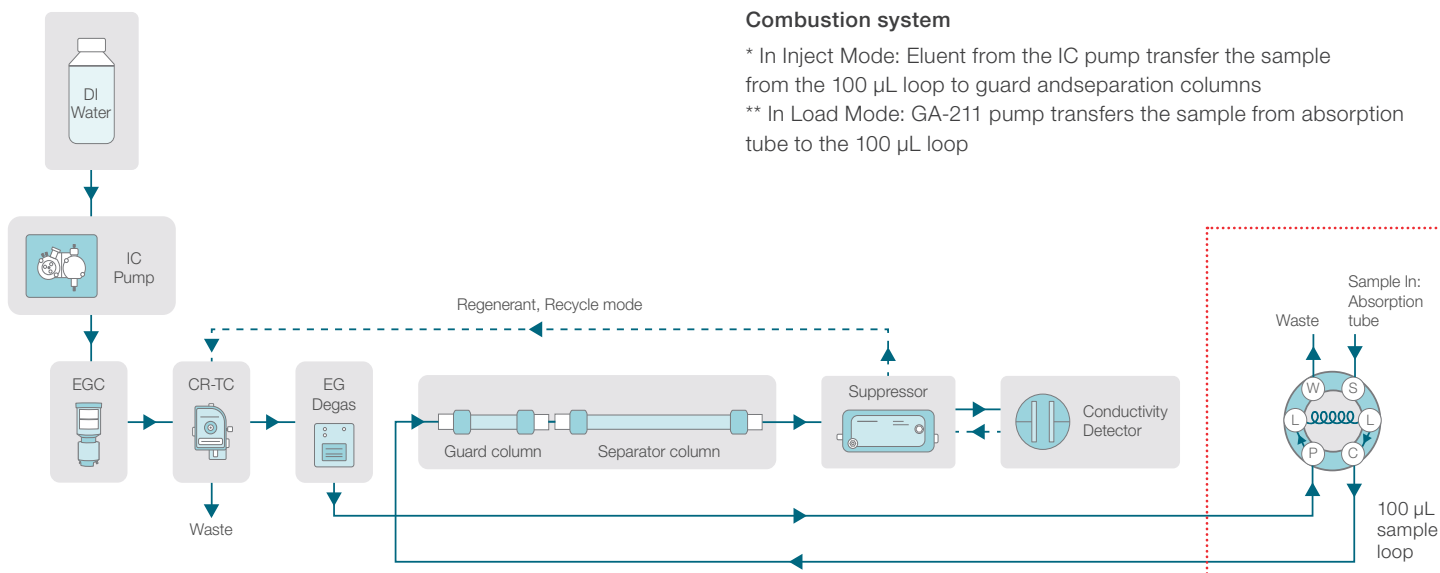 Combustion system
* In Inject Mode: Eluent from the IC pump transfer the sample
from the 100 µL loop to guard andseparation columns
** In Load Mode: GA-211 pump transfers the sample from absorption
tube to the 100 µL loop
DI
Water
IC
Pump
Regenerant, Recycle mode
Sample In:
Absorption
tube
Waste
EGC
CR-TC
EG
Degas
Guard column
Separator column
Suppressor
Conductivity
Detector
W
S
L
L
P
C
Waste
100 µL
sample
loop